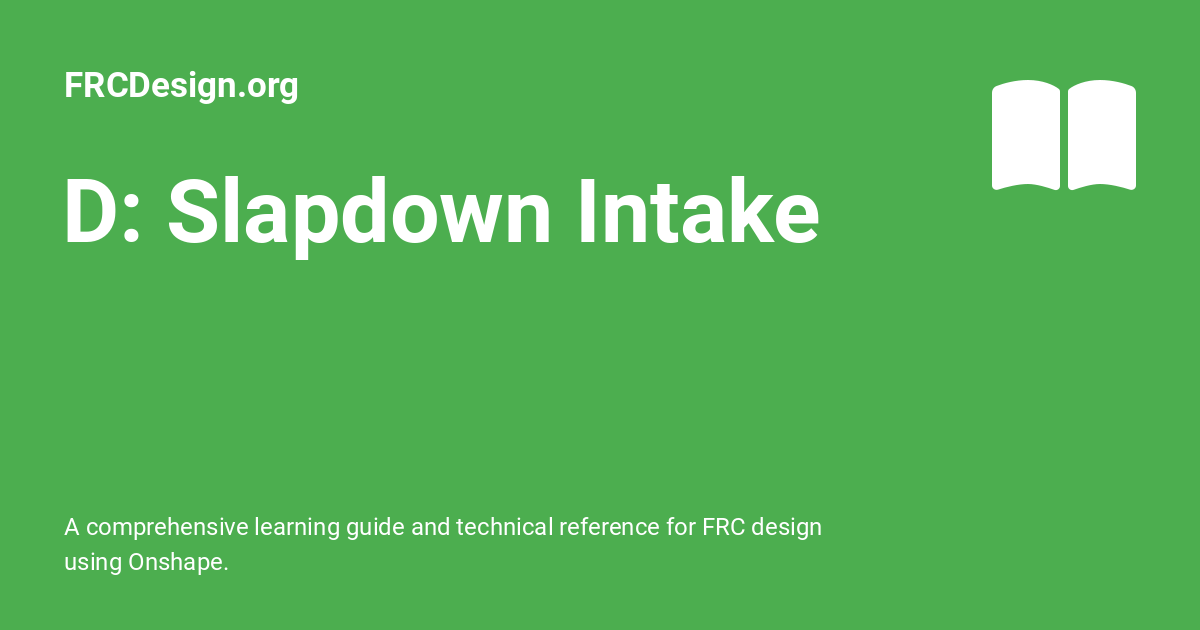 FRCDesign.org
D: Slapdown Intake
A comprehensive learning guide and technical reference for FRC design
using Onshape.